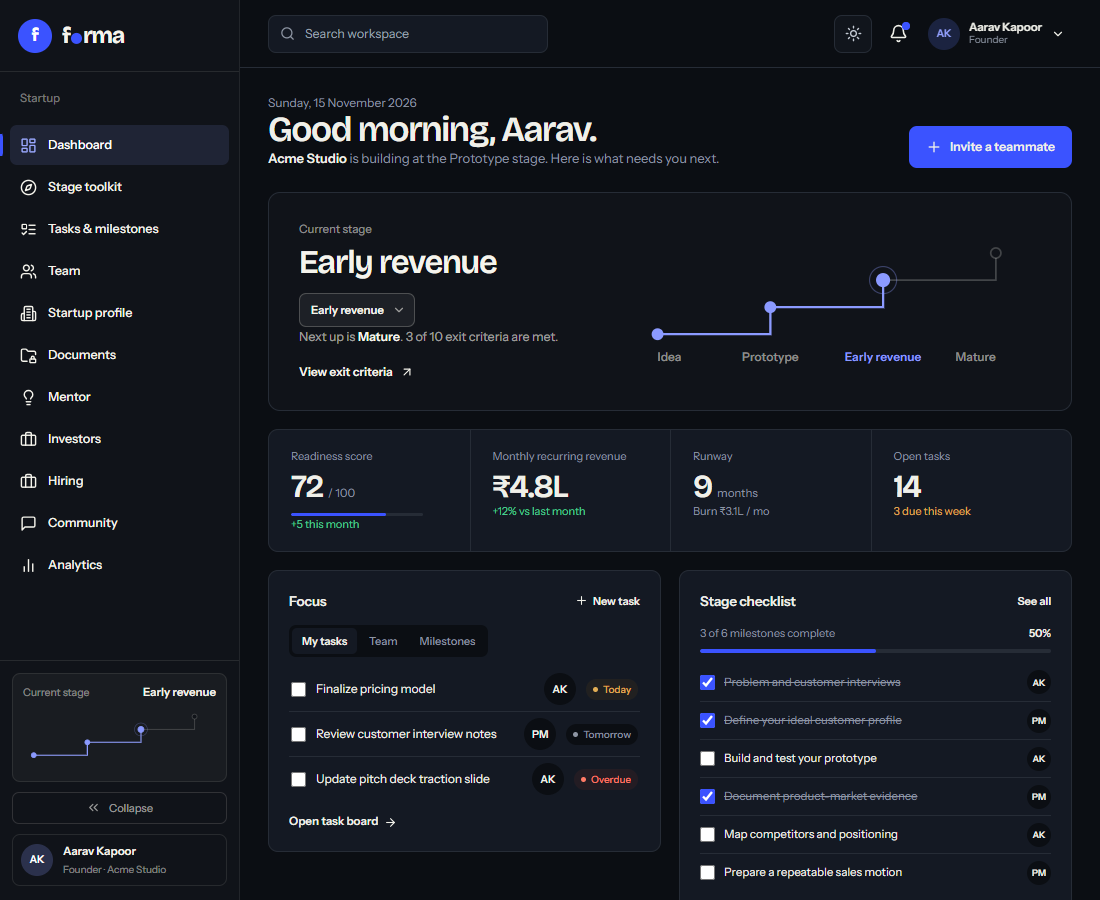 f forma
Startup
Dashboard
Stage toolkit
Tasks & milestones
Team
Startup profile
Documents
Mentor
Investors
Hiring
Community
Analytics
Current stage Early revenue
Collapse
AK Aarav Kapoor
Founder · Acme Studio
Search workspace
AK Aarav Kapoor
Founder
Sunday, 15 November 2026
Good morning, Aarav.
Acme Studio is building at the Prototype stage. Here is what needs you next.
Invite a teammate
Current stage
Early revenue
Early revenue
Next up is Mature. 3 of 10 exit criteria are met.
View exit criteria
Idea Prototype Early revenue Mature
Readiness score
72 / 100
+5 this month
Monthly recurring revenue
₹4.8L
+12% vs last month
Runway
9 months
Burn ₹3.1L / mo
Open tasks
14
3 due this week
Focus
New task
My tasks Team Milestones
Finalize pricing model AK Today
Review customer interview notes PM Tomorrow
Update pitch deck traction slide AK Overdue
Open task board
Stage checklist See all
3 of 6 milestones complete 50%
Problem and customer interviews AK
Define your ideal customer profile PM
Build and test your prototype AK
Document product-market evidence PM
Map competitors and positioning AK
Prepare a repeatable sales motion PM